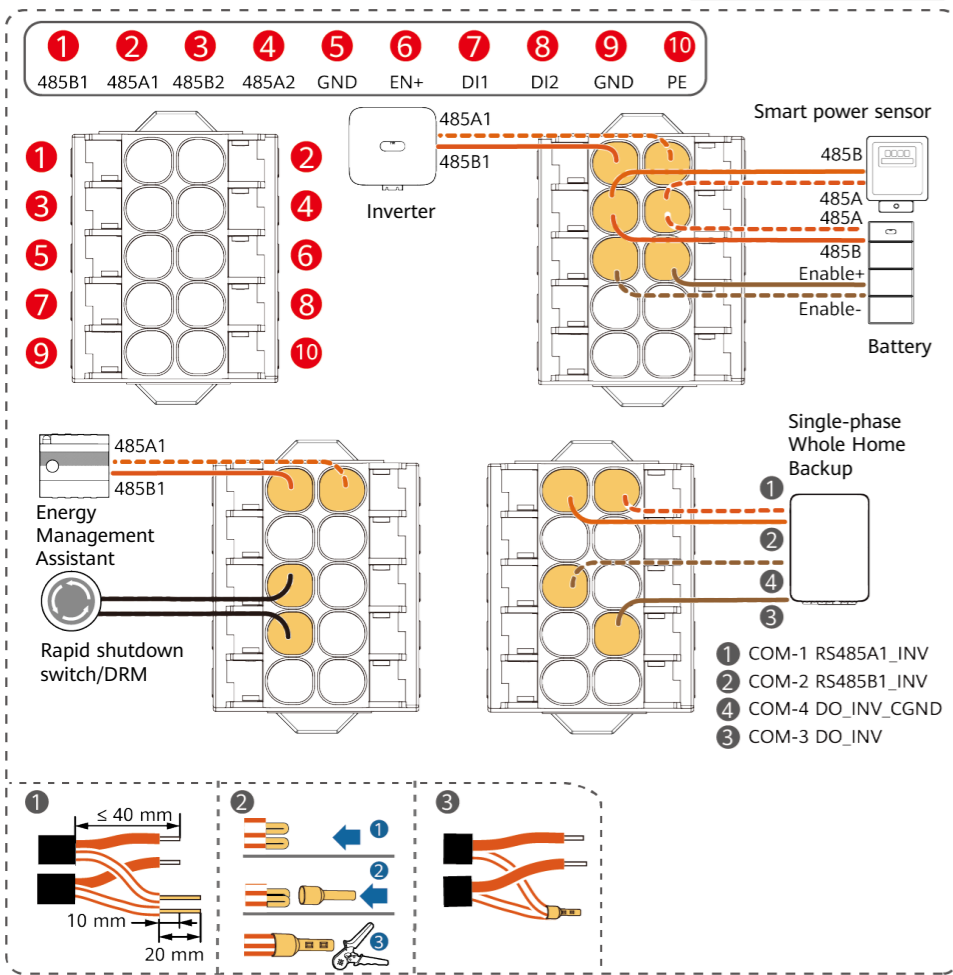 1 2 3 4 5 6 7 8 9 10
485B1 485A1 485B2 485A2 GND EN+ DI1 DI2 GND PE
1 2
3 4
5 6
7 8
9 10
485A1
485B1
Inverter
Smart power sensor
485B
485A
485A
485B
Enable+
Enable-
Battery
485A1
485B1
Energy
Management
Assistant
Rapid shutdown
switch/DRM
Single-phase
Whole Home
Backup
1
2
4
3
1 COM-1 RS485A1_INV
2 COM-2 RS485B1_INV
4 COM-4 DO_INV_CGND
3 COM-3 DO_INV
1
≤ 40 mm
10 mm
20 mm
2
1
2
3
3